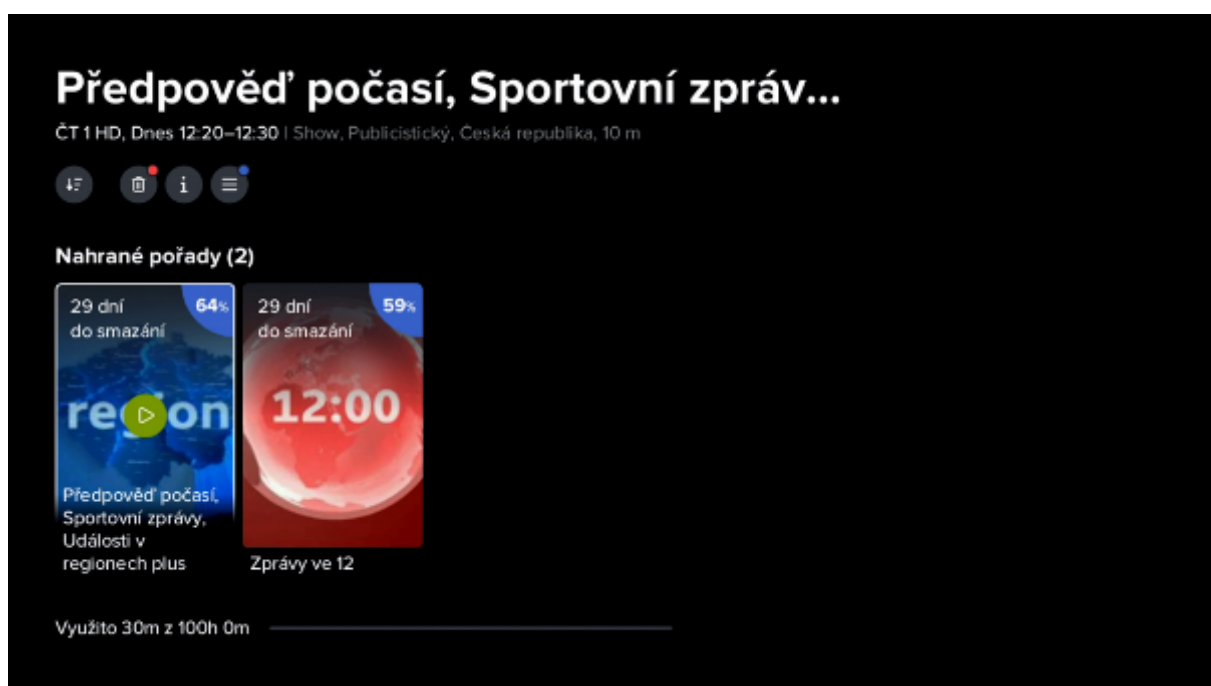 Předpověď počasí, Sportovní zpráv...
ČT 1 HD, Dnes 12:20–12:30 | Show, Publicistický, Česká republika, 10 m
i
Nahrané pořady (2)
29 dní
do smazání
64%
region
Předpověď počasí,
Sportovní zprávy,
Události v
regionech plus
29 dní
do smazání
59%
12:00
Zprávy ve 12
Využito 30m z 100h 0m